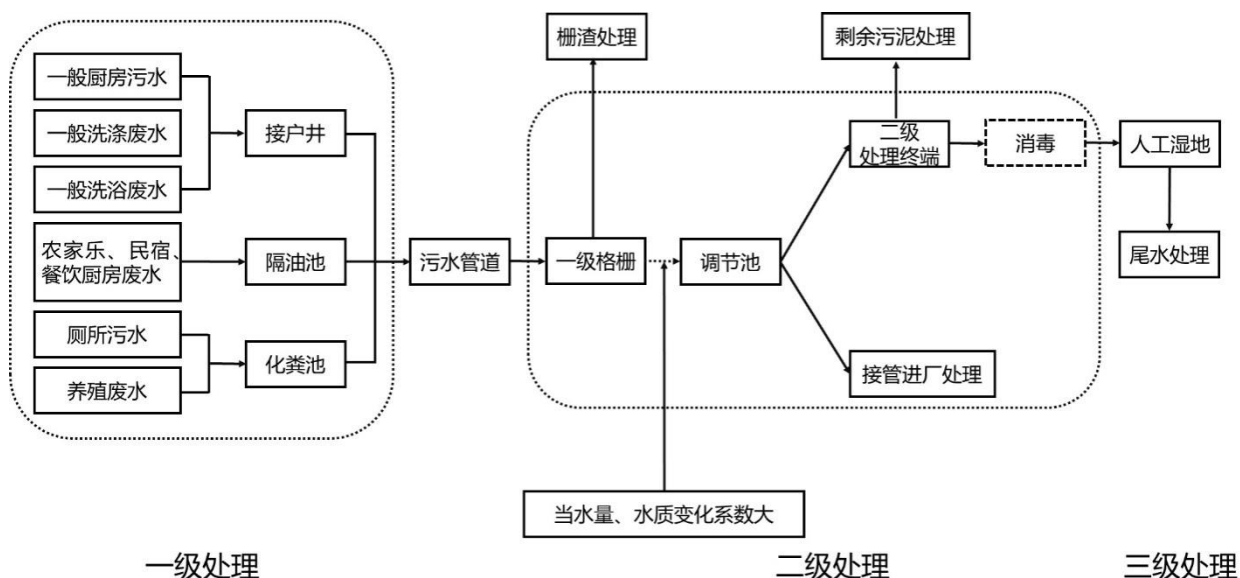 栅渣处理
剩余污泥处理
一般厨房污水
一般洗涤废水
接户井
二级
处理终端
消毒
人工湿地
一般洗浴废水
农家乐、民宿、
餐饮厨房废水
隔油池
污水管道
一级格栅
调节池
尾水处理
厕所污水
化粪池
养殖废水
接管进厂处理
当水量、水质变化系数大
一级处理
二级处理
三级处理